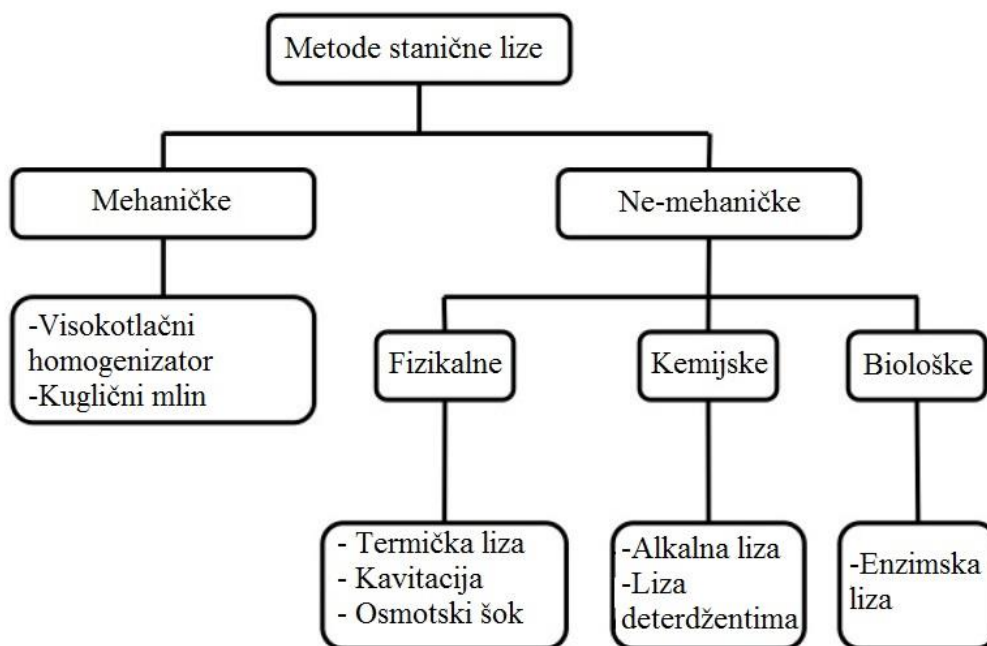 Metode stanične lize
Mehaničke
Ne-mehaničke
-Visokotlačni
homogenizator
-Kuglični mlin
Fizikalne
Kemijske
Biološke
- Termička liza
- Kavitacija
- Osmotski šok
-Alkalna liza
-Liza
deterdžentima
-Enzimska
liza